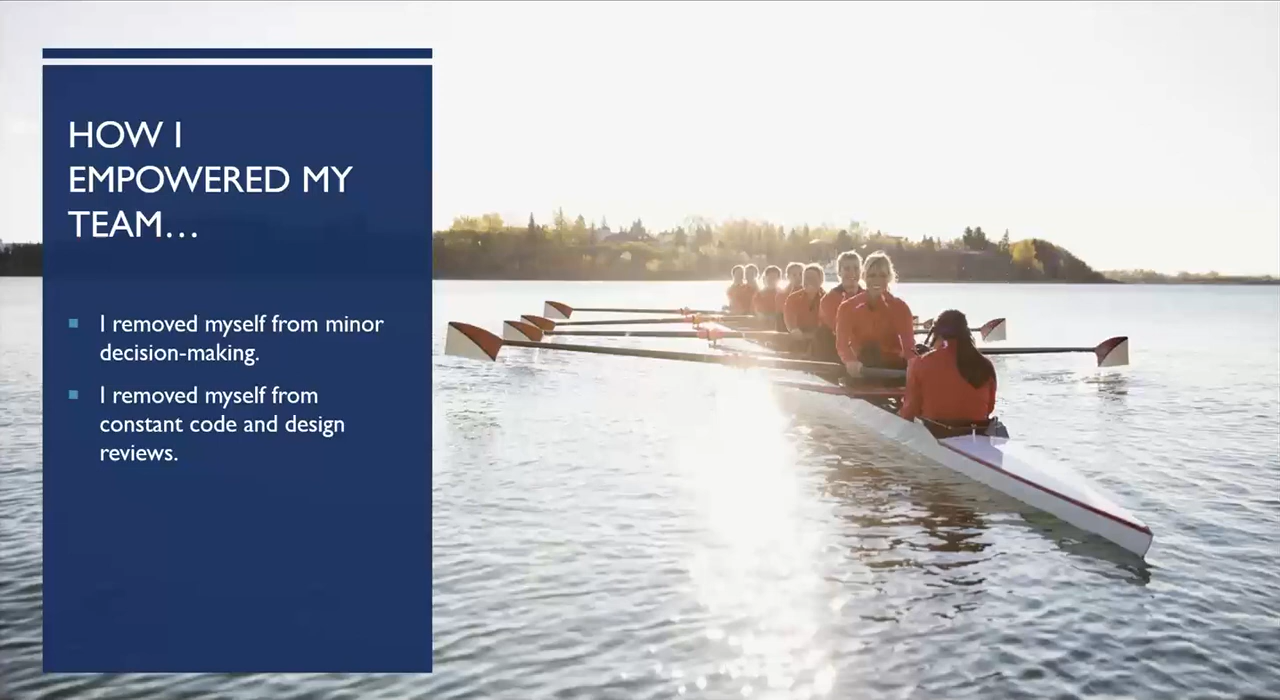 HOW I
EMPOWERED MY
TEAM…
I removed myself from minor
decision-making.
I removed myself from
constant code and design
reviews.